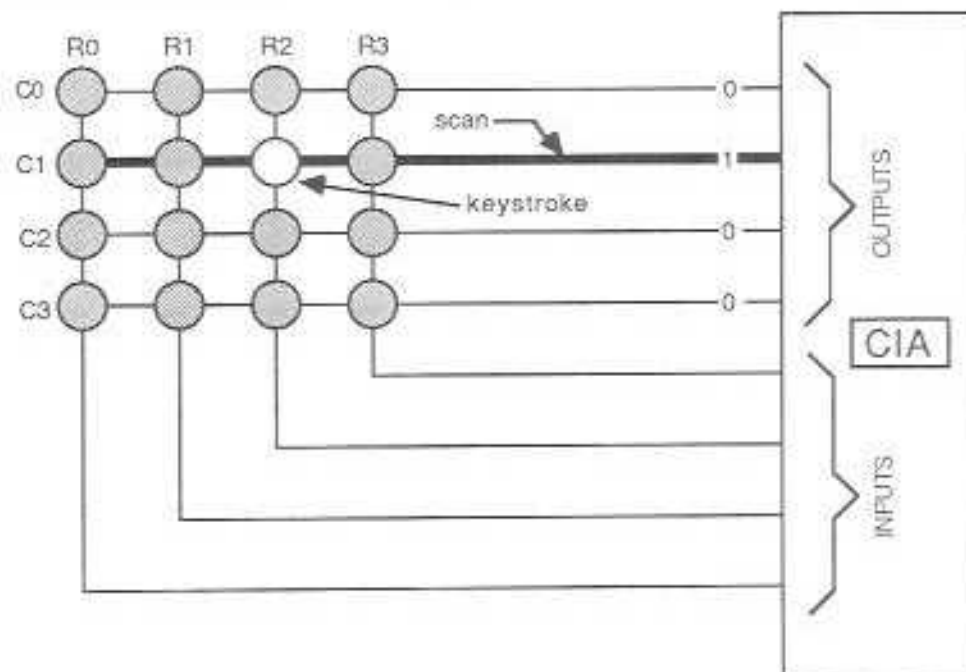 R0 R1 R2 R3
C0 0
scan
C1 1
keystroke
C2 0
OUTPUTS
C3 0
CIA
INPUTS